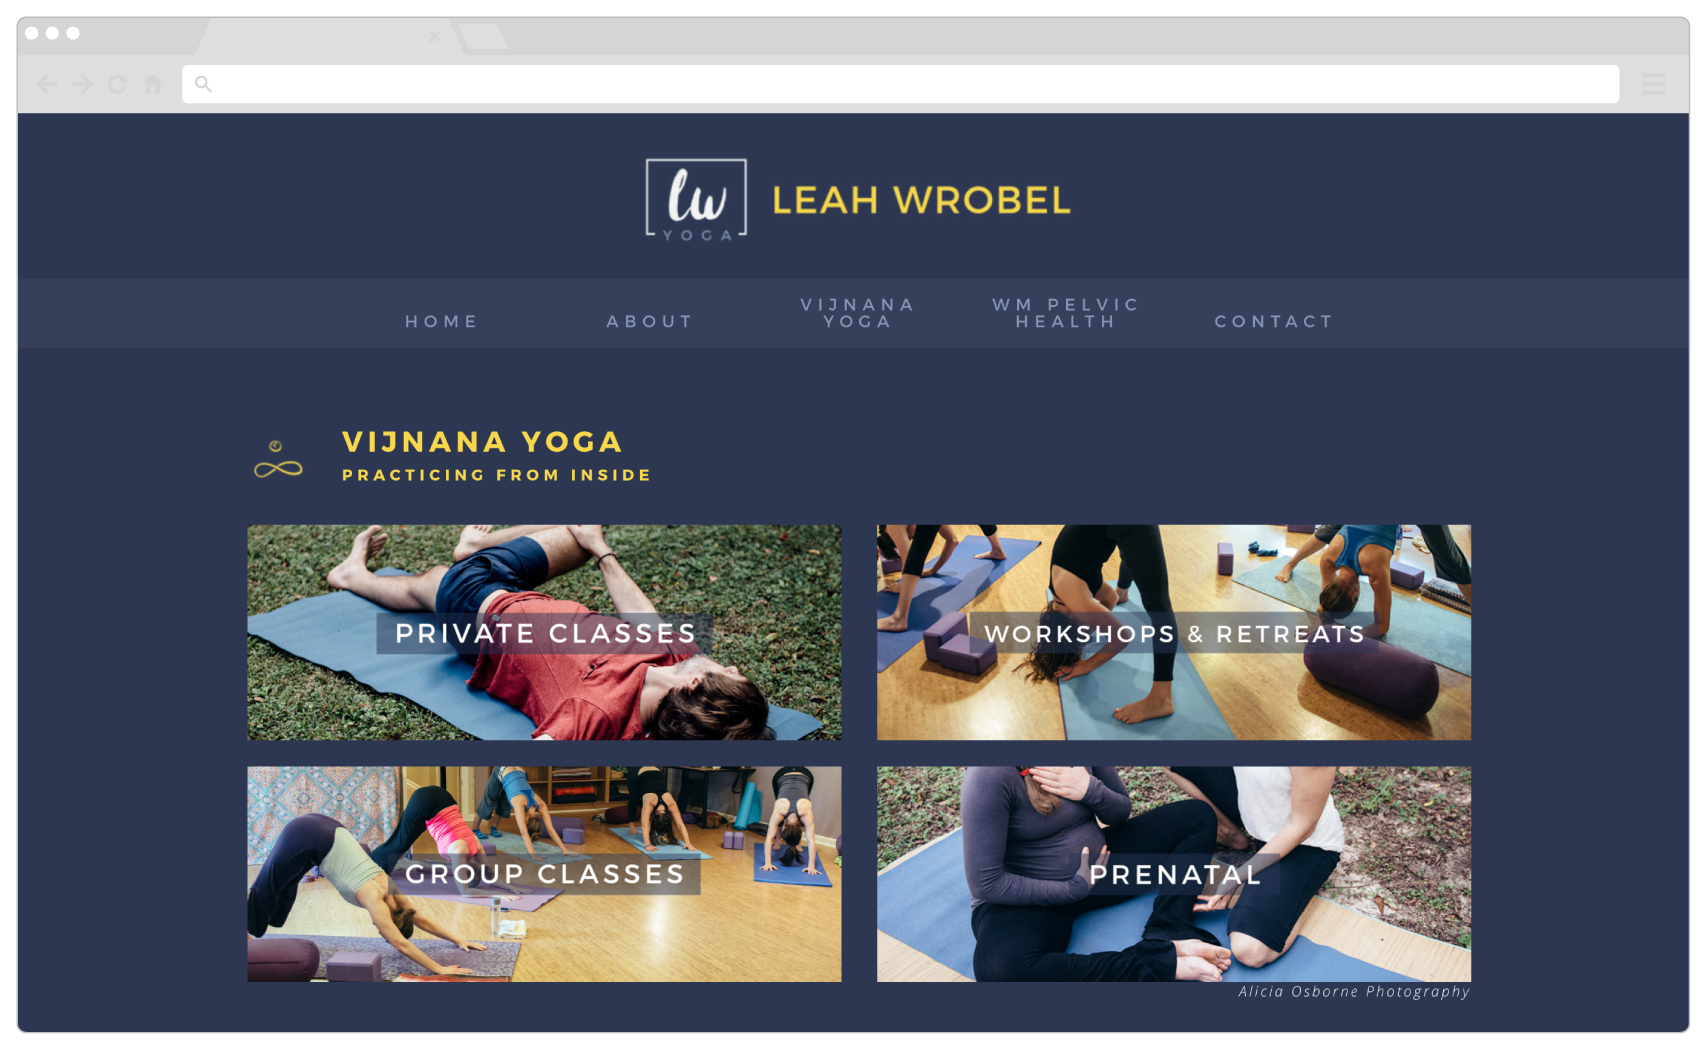 lw
YOGA
LEAH WROBEL
HOME
ABOUT
VIJNANA
YOGA
WM PELVIC
HEALTH
CONTACT
VIJNANA YOGA
PRACTICING FROM INSIDE
PRIVATE CLASSES
WORKSHOPS & RETREATS
GROUP CLASSES
PRENATAL
Alicia Osborne Photography